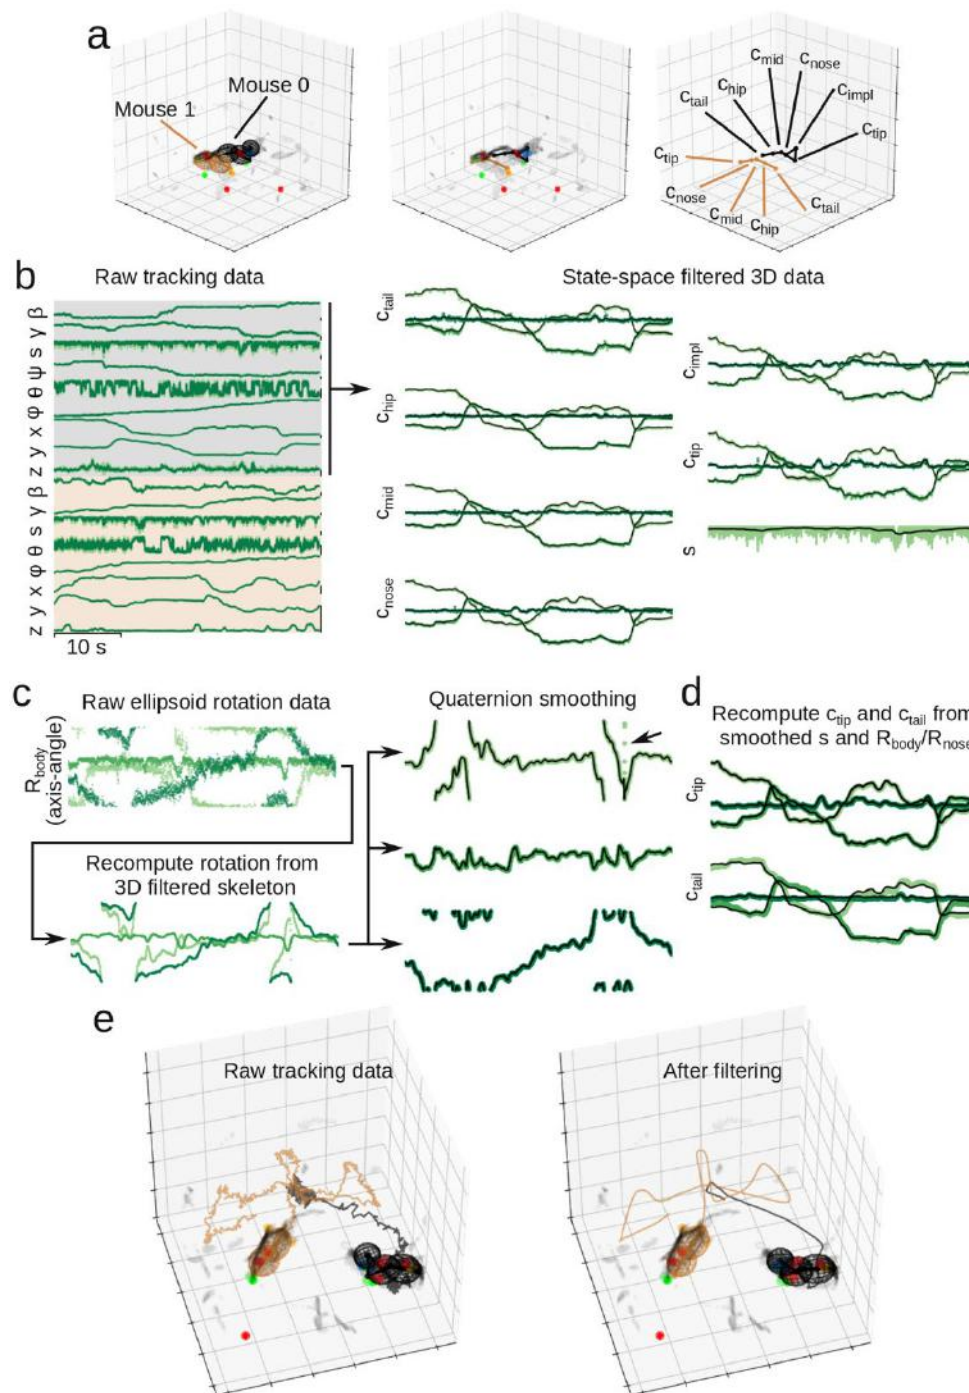 a
Mouse 0
Mouse 1
c_mid
c_nose
c_hip
c_impl
c_tail
c_tip
c_tip
c_nose
c_mid
c_hip
c_tail
b
Raw tracking data
State-space filtered 3D data
z y x φ θ s γ β z y x φ θ ψ s γ β
10 s
c_tail
c_hip
c_mid
c_nose
c_impl
c_tip
s
c
Raw ellipsoid rotation data
R_body
(axis-angle)
Recompute rotation from
3D filtered skeleton
Quaternion smoothing
d
Recompute c_tip and c_tail from
smoothed s and R_body/R_nose
c_tip
c_tail
e
Raw tracking data
After filtering